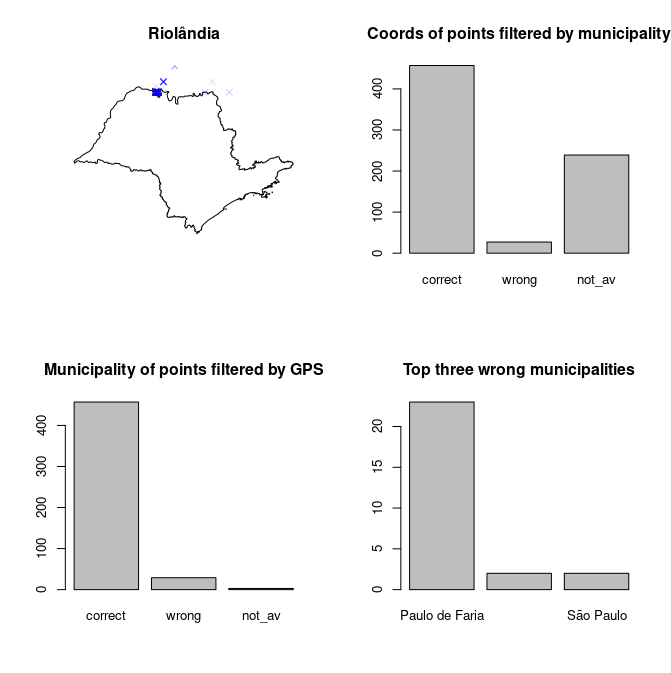 Riolândia
Coords of points filtered by municipality
400
300
200
100
0
correct wrong not_av
Municipality of points filtered by GPS
400
300
200
100
0
correct wrong not_av
Top three wrong municipalities
20
15
10
5
0
Paulo de Faria São Paulo